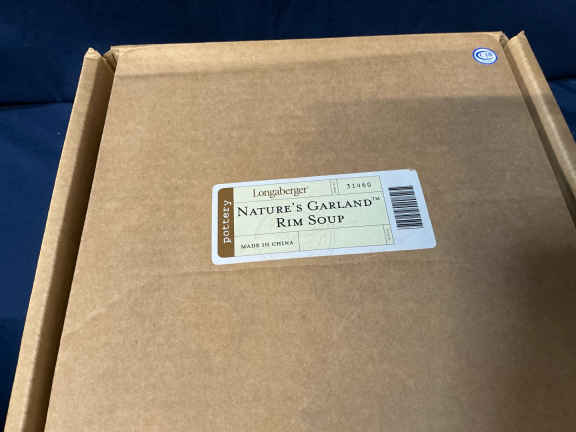 Longaberger®
31460
pottery
NATURE'S GARLAND™
RIM SOUP
MADE IN CHINA